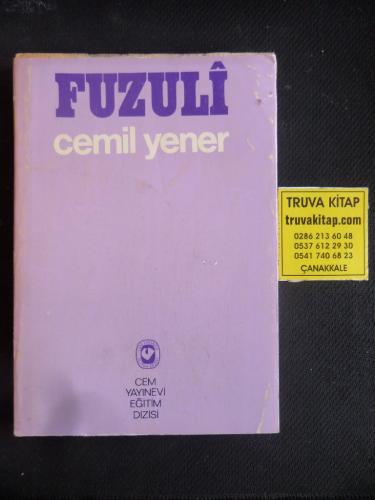 FUZULÎ
cemil yener
TRUVA KİTAP
truvakitap.com
0286 213 60 48
0537 612 29 30
0541 740 68 23
ÇANAKKALE
CEM
YAYINEVİ
EĞİTİM
DİZİSİ